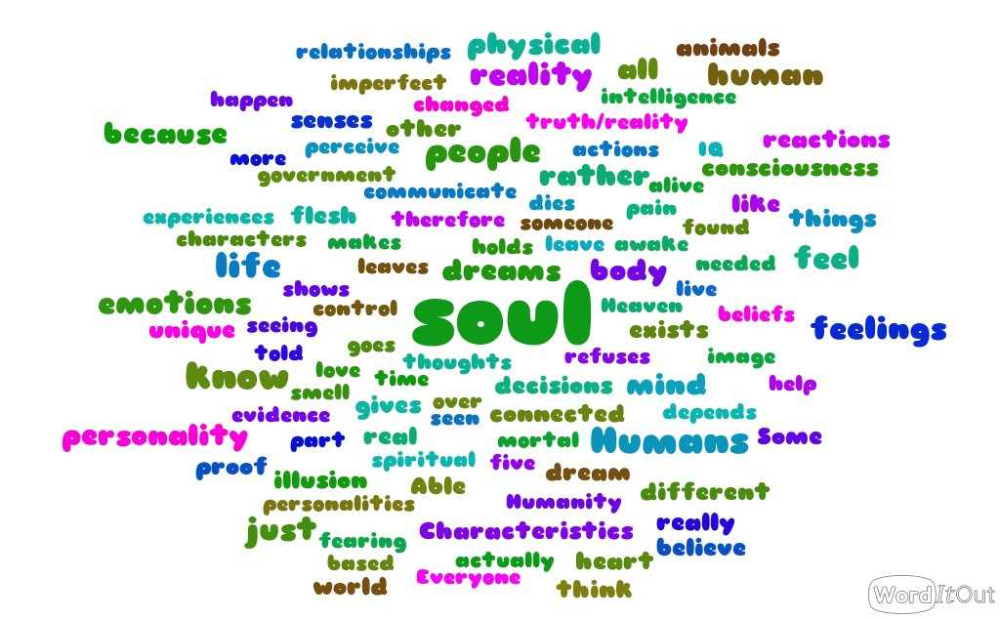 relationships physical animals
imperfect reality all human
happen changed intelligence
because senses other truth/reality reactions
more perceive people actions IQ consciousness
government communicate rather alive
experiences flesh therefore dies someone pain like things
characters makes holds leave awake found
life leaves dreams body needed feel
emotions shows control soul Heaven live beliefs
unique seeing exists feelings
told goes thoughts refuses image
know love time decisions mind help
smell gives over connected depends
evidence seen
personality part real mortal Humans Some
proof spiritual five
illusion Able dream different
personalities Humanity
just fearing Characteristics really
based actually heart believe
world Everyone think
WordItOut